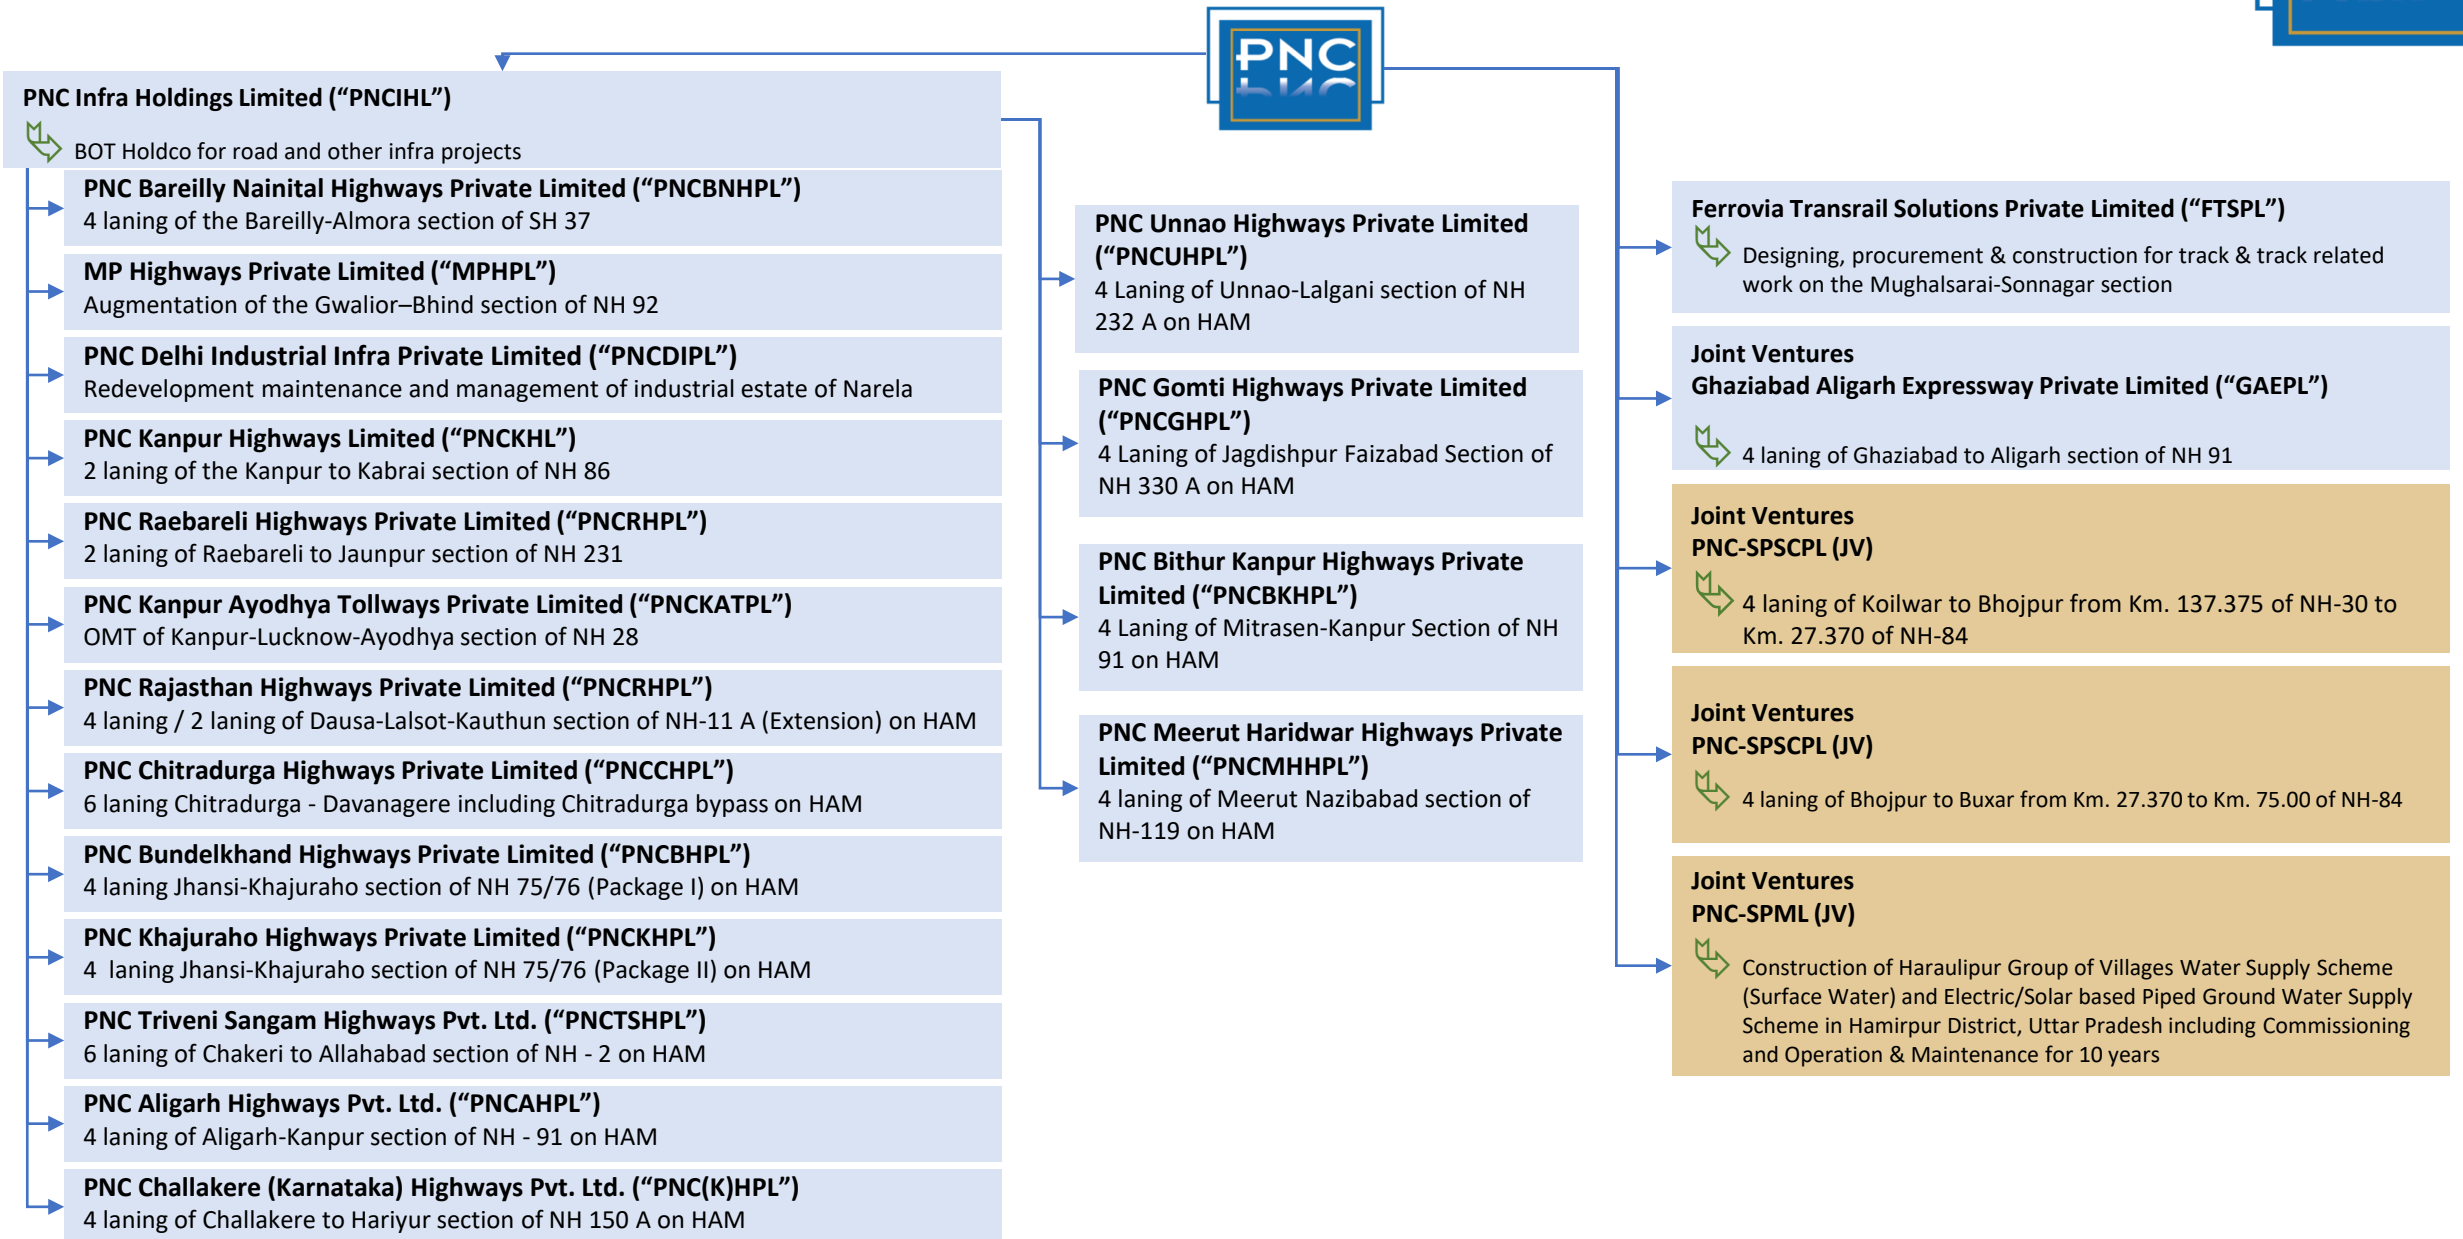 PNC
PNC Infra Holdings Limited (“PNCIHL”)
BOT Holdco for road and other infra projects
PNC Bareilly Nainital Highways Private Limited (“PNCBNHPL”)
4 laning of the Bareilly-Almora section of SH 37
MP Highways Private Limited (“MPHPL”)
Augmentation of the Gwalior–Bhind section of NH 92
PNC Delhi Industrial Infra Private Limited (“PNCDIPL”)
Redevelopment maintenance and management of industrial estate of Narela
PNC Kanpur Highways Limited (“PNCKHL”)
2 laning of the Kanpur to Kabrai section of NH 86
PNC Raebareli Highways Private Limited (“PNCRHPL”)
2 laning of Raebareli to Jaunpur section of NH 231
PNC Kanpur Ayodhya Tollways Private Limited (“PNCKATPL”)
OMT of Kanpur-Lucknow-Ayodhya section of NH 28
PNC Rajasthan Highways Private Limited (“PNCRHPL”)
4 laning / 2 laning of Dausa-Lalsot-Kauthun section of NH-11 A (Extension) on HAM
PNC Chitradurga Highways Private Limited (“PNCCHPL”)
6 laning Chitradurga - Davanagere including Chitradurga bypass on HAM
PNC Bundelkhand Highways Private Limited (“PNCBHPL”)
4 laning Jhansi-Khajuraho section of NH 75/76 (Package I) on HAM
PNC Khajuraho Highways Private Limited (“PNCKHPL”)
4 laning Jhansi-Khajuraho section of NH 75/76 (Package II) on HAM
PNC Triveni Sangam Highways Pvt. Ltd. (“PNCTSHPL”)
6 laning of Chakeri to Allahabad section of NH - 2 on HAM
PNC Aligarh Highways Pvt. Ltd. (“PNCAHPL”)
4 laning of Aligarh-Kanpur section of NH - 91 on HAM
PNC Challakere (Karnataka) Highways Pvt. Ltd. (“PNC(K)HPL”)
4 laning of Challakere to Hariyur section of NH 150 A on HAM
PNC Unnao Highways Private Limited
(“PNCUHPL”)
4 Laning of Unnao-Lalgani section of NH
232 A on HAM
PNC Gomti Highways Private Limited
(“PNCGHPL”)
4 Laning of Jagdishpur Faizabad Section of
NH 330 A on HAM
PNC Bithur Kanpur Highways Private
Limited (“PNCBKHPL”)
4 Laning of Mitrasen-Kanpur Section of NH
91 on HAM
PNC Meerut Haridwar Highways Private
Limited (“PNCMHHPL”)
4 laning of Meerut Nazibabad section of
NH-119 on HAM
Ferrovia Transrail Solutions Private Limited (“FTSPL”)
Designing, procurement & construction for track & track related
work on the Mughalsarai-Sonnagar section
Joint Ventures
Ghaziabad Aligarh Expressway Private Limited (“GAEPL”)
4 laning of Ghaziabad to Aligarh section of NH 91
Joint Ventures
PNC-SPSCPL (JV)
4 laning of Koilwar to Bhojpur from Km. 137.375 of NH-30 to
Km. 27.370 of NH-84
Joint Ventures
PNC-SPSCPL (JV)
4 laning of Bhojpur to Buxar from Km. 27.370 to Km. 75.00 of NH-84
Joint Ventures
PNC-SPML (JV)
Construction of Haraulipur Group of Villages Water Supply Scheme
(Surface Water) and Electric/Solar based Piped Ground Water Supply
Scheme in Hamirpur District, Uttar Pradesh including Commissioning
and Operation & Maintenance for 10 years